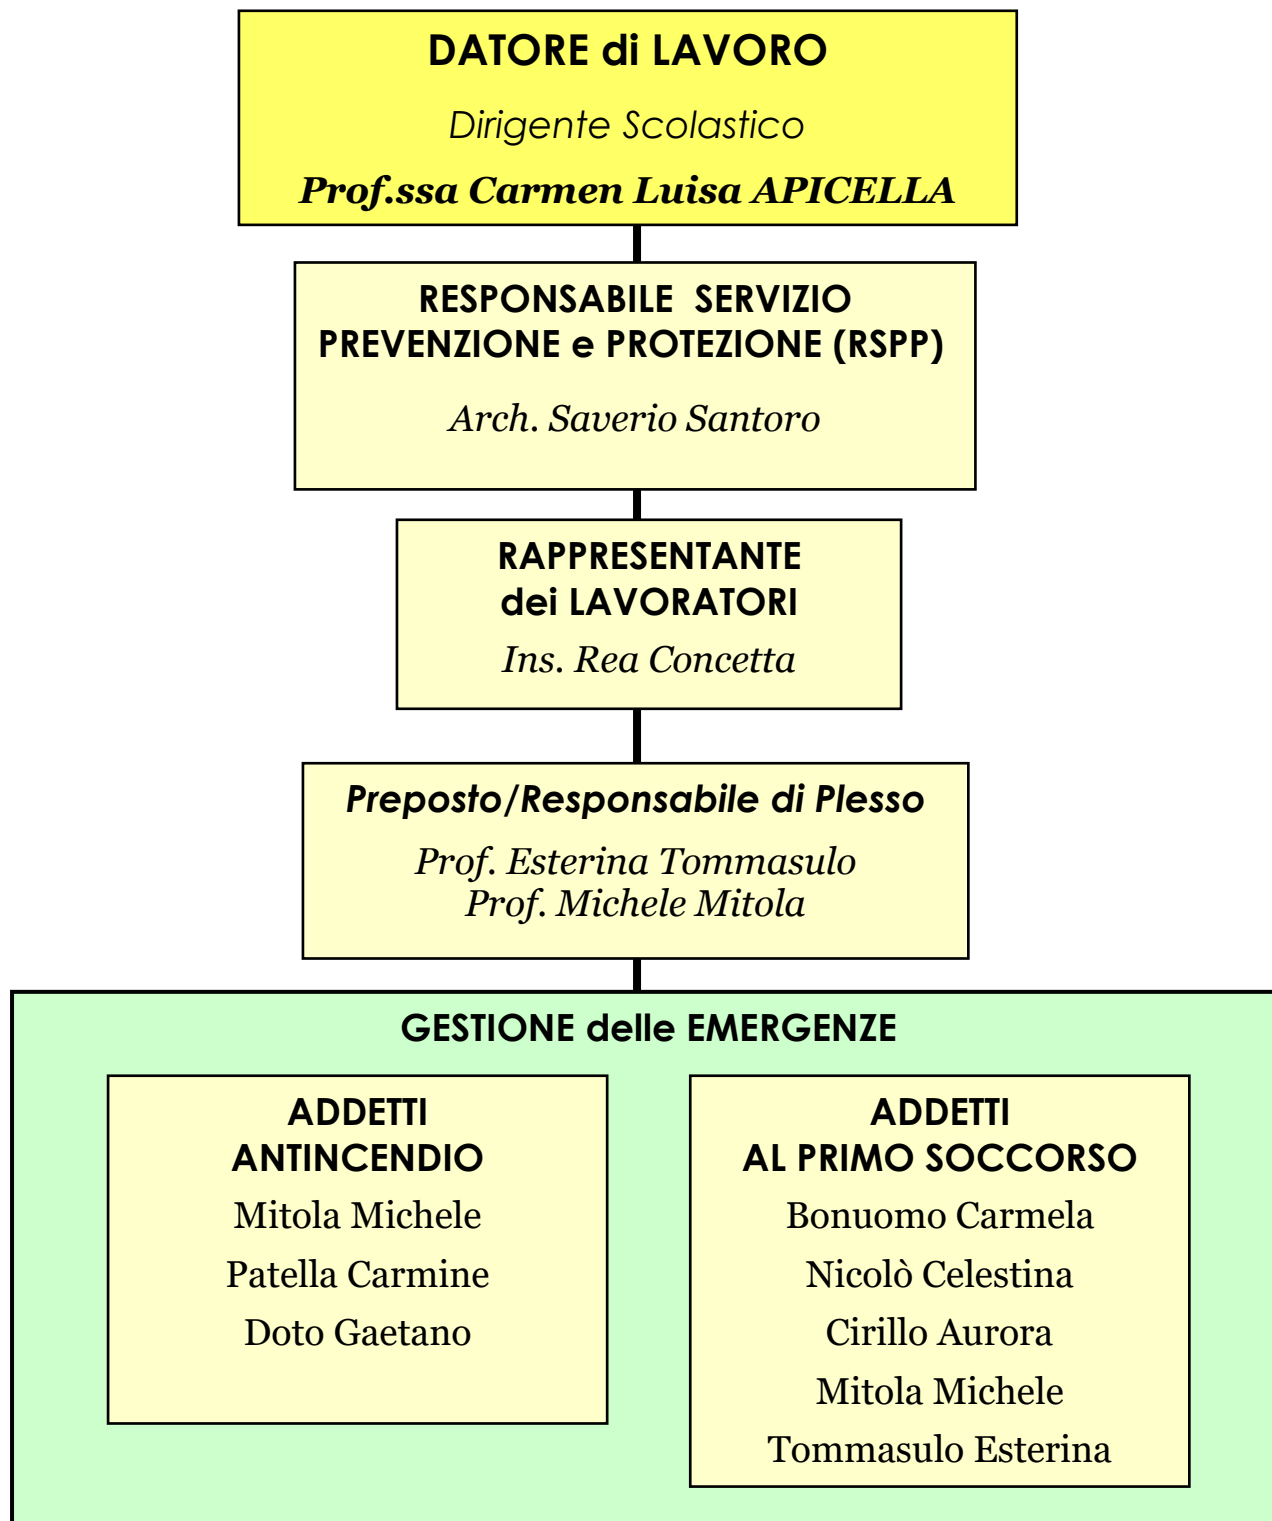 DATORE di LAVORO
Dirigente Scolastico
Prof.ssa Carmen Luisa APICELLA
RESPONSABILE SERVIZIO
PREVENZIONE e PROTEZIONE (RSPP)
Arch. Saverio Santoro
RAPPRESENTANTE
dei LAVORATORI
Ins. Rea Concetta
Preposto/Responsabile di Plesso
Prof. Esterina Tommasulo
Prof. Michele Mitola
GESTIONE delle EMERGENZE
ADDETTI
ANTINCENDIO
Mitola Michele
Patella Carmine
Doto Gaetano
ADDETTI
AL PRIMO SOCCORSO
Bonuomo Carmela
Nicolò Celestina
Cirillo Aurora
Mitola Michele
Tommasulo Esterina